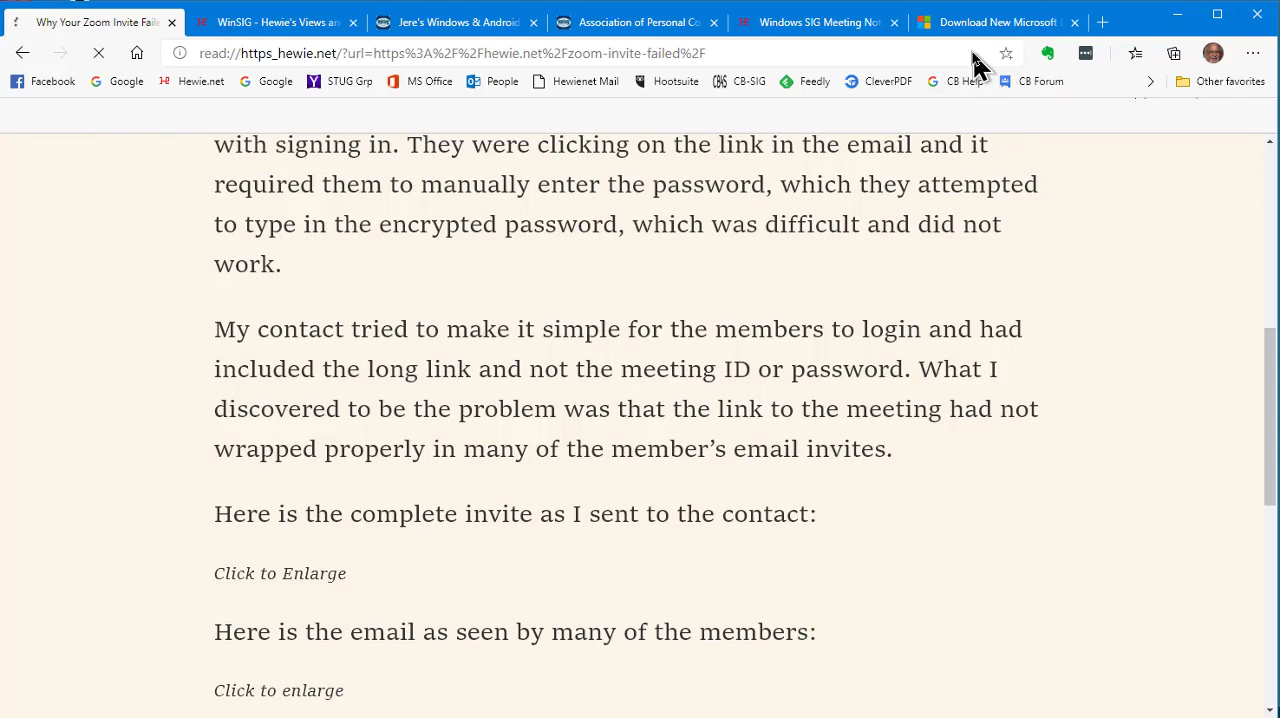 Why Your Zoom Invite Faile
WinSIG - Hewie's Views an
Jere's Windows & Android
Association of Personal Co
Windows SIG Meeting Not
Download New Microsoft E
read://https_hewie.net/?url=https%3A%2F%2Fhewie.net%2Fzoom-invite-failed%2F
Facebook
Google
Hewie.net
Google
STUG Grp
MS Office
People
Hewienet Mail
Hootsuite
CB-SIG
Feedly
CleverPDF
CB Help
CB Forum
Other favorites
with signing in. They were clicking on the link in the email and it
required them to manually enter the password, which they attempted
to type in the encrypted password, which was difficult and did not
work.
My contact tried to make it simple for the members to login and had
included the long link and not the meeting ID or password. What I
discovered to be the problem was that the link to the meeting had not
wrapped properly in many of the member’s email invites.
Here is the complete invite as I sent to the contact:
Click to Enlarge
Here is the email as seen by many of the members:
Click to enlarge